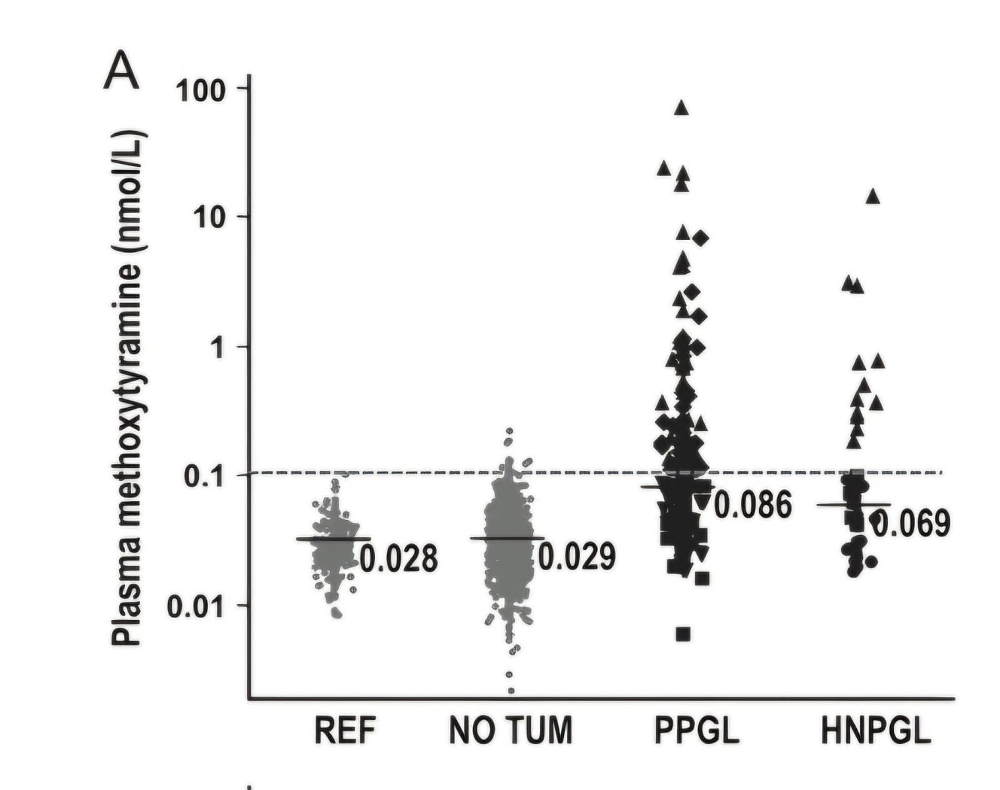 A
Plasma methoxytyramine (nmol/L)
100
10
1
0.1
0.01
0.028
0.029
0.086
0.069
REF
NO TUM
PPGL
HNPGL